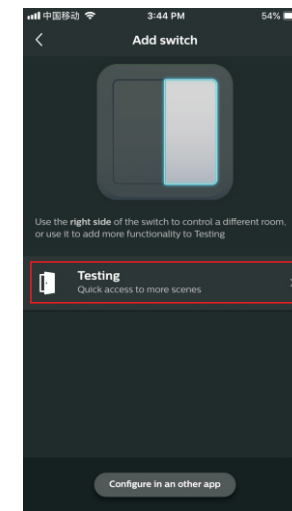 中国移动 3:44 PM 54%
Add switch
Use the right side of the switch to control a different room,
or use it to add more functionality to Testing
Testing
Quick access to more scenes
Configure in an other app